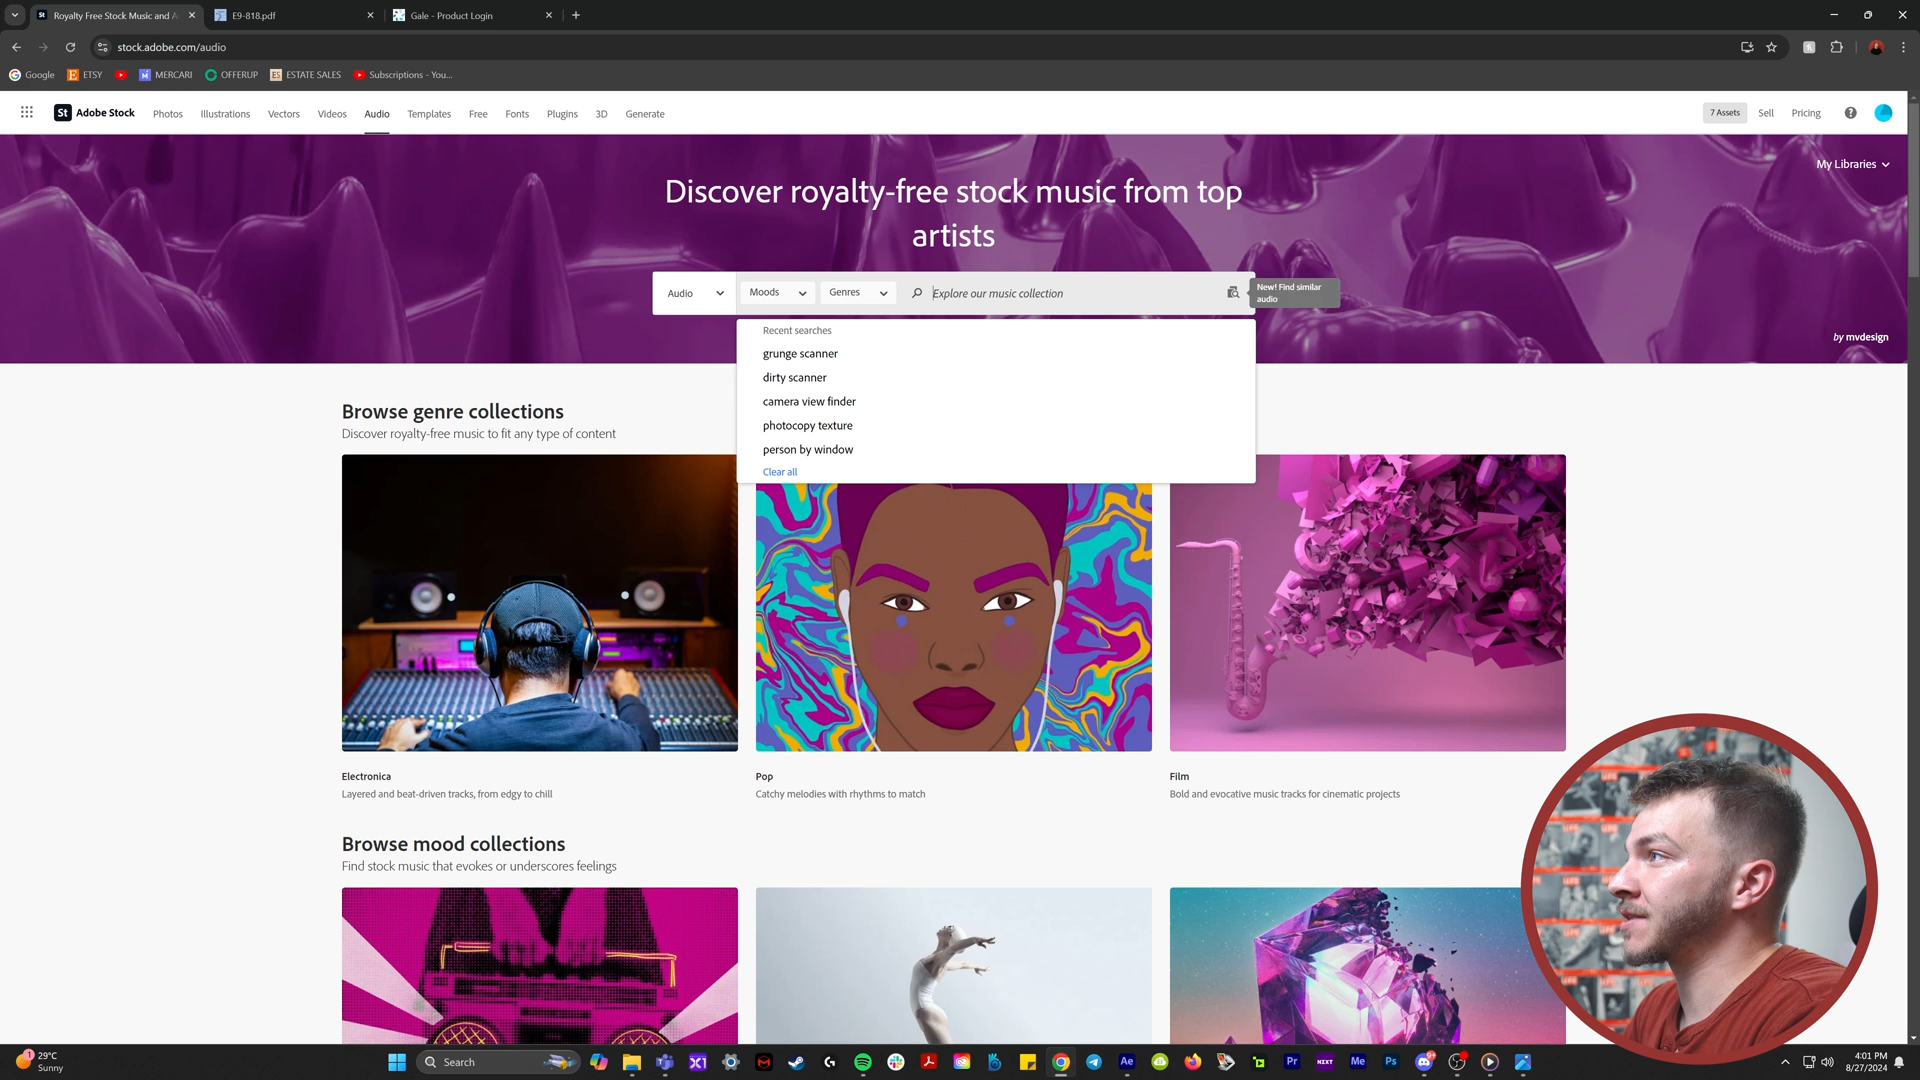 Royalty Free Stock Music and A
E9-818.pdf
Gale - Product Login
stock.adobe.com/audio
Google
ETSY
MERCARI
OFFERUP
ESTATE SALES
Subscriptions - You...
St Adobe Stock
Photos
Illustrations
Vectors
Videos
Audio
Templates
Free
Fonts
Plugins
3D
Generate
7 Assets
Sell
Pricing
My Libraries
Discover royalty-free stock music from top
artists
Audio
Moods
Genres
Explore our music collection
New! Find similar
audio
by mvdesign
Recent searches
grunge scanner
dirty scanner
camera view finder
photocopy texture
person by window
Clear all
Browse genre collections
Discover royalty-free music to fit any type of content
Electronica
Layered and beat-driven tracks, from edgy to chill
Pop
Catchy melodies with rhythms to match
Film
Bold and evocative music tracks for cinematic projects
Browse mood collections
Find stock music that evokes or underscores feelings
29°C
Sunny
Search
4:01 PM
8/27/2024